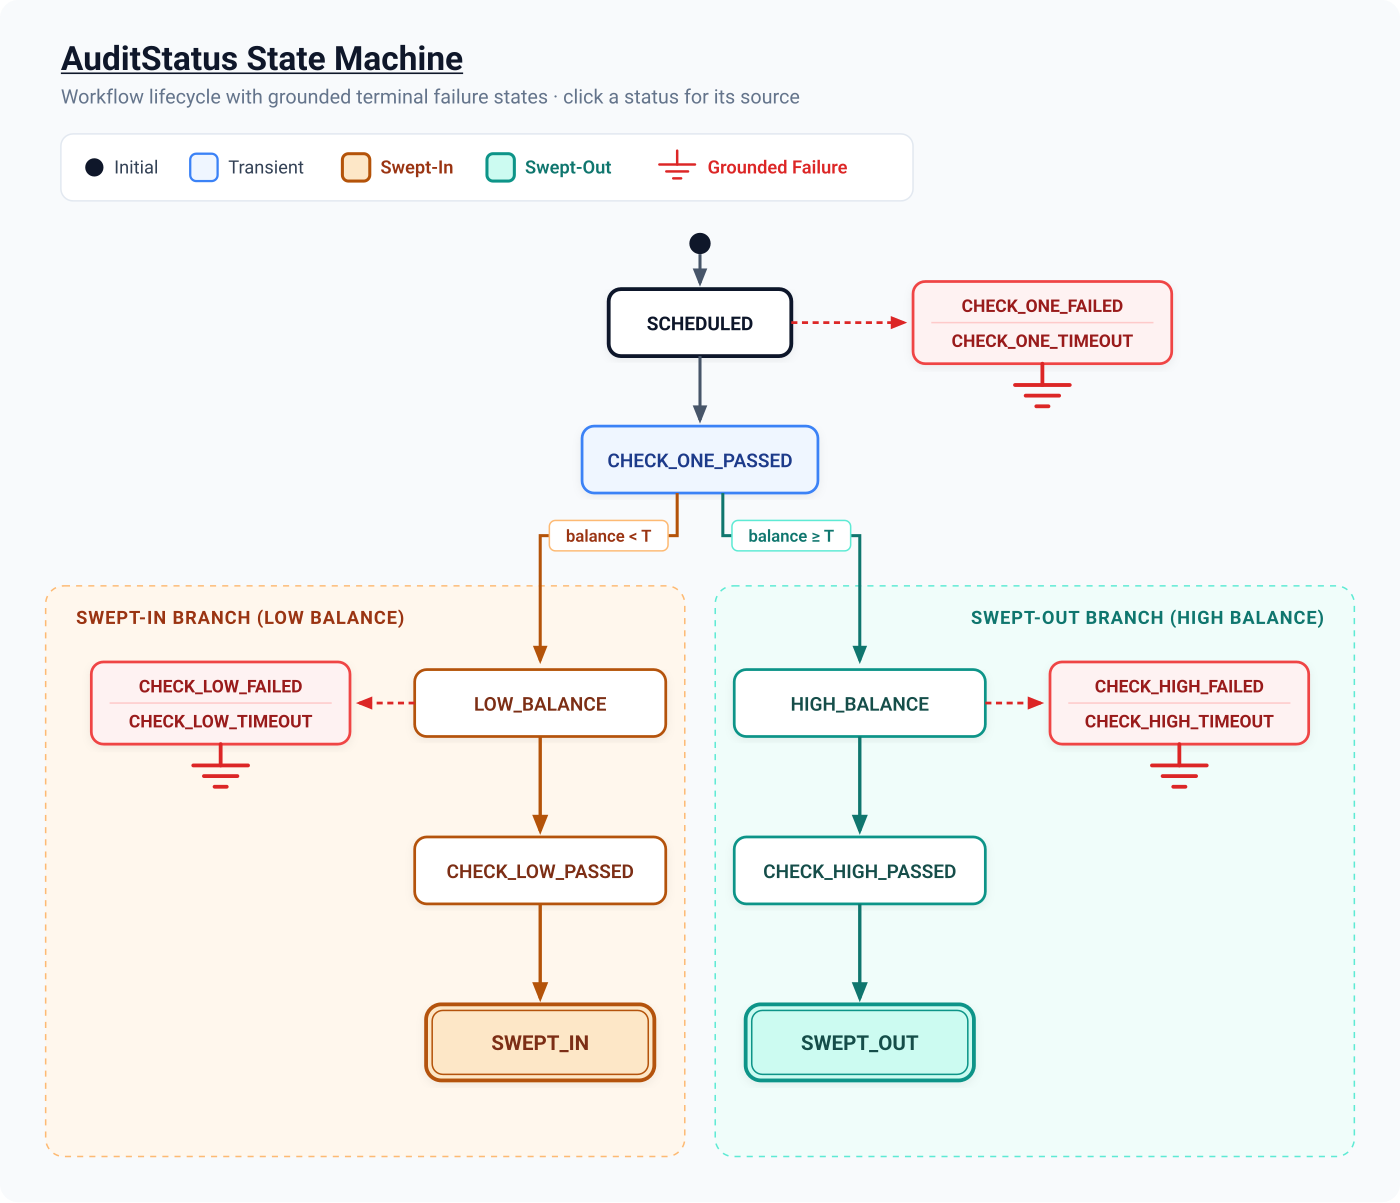 AuditStatus State Machine
Workflow lifecycle with grounded terminal failure states · click a status for its source
Initial
Transient
Swept-In
Swept-Out
Grounded Failure
SCHEDULED
CHECK_ONE_FAILED
CHECK_ONE_TIMEOUT
CHECK_ONE_PASSED
balance < T
balance ≥ T
SWEPT-IN BRANCH (LOW BALANCE)
SWEPT-OUT BRANCH (HIGH BALANCE)
CHECK_LOW_FAILED
CHECK_LOW_TIMEOUT
LOW_BALANCE
HIGH_BALANCE
CHECK_HIGH_FAILED
CHECK_HIGH_TIMEOUT
CHECK_LOW_PASSED
CHECK_HIGH_PASSED
SWEPT_IN
SWEPT_OUT